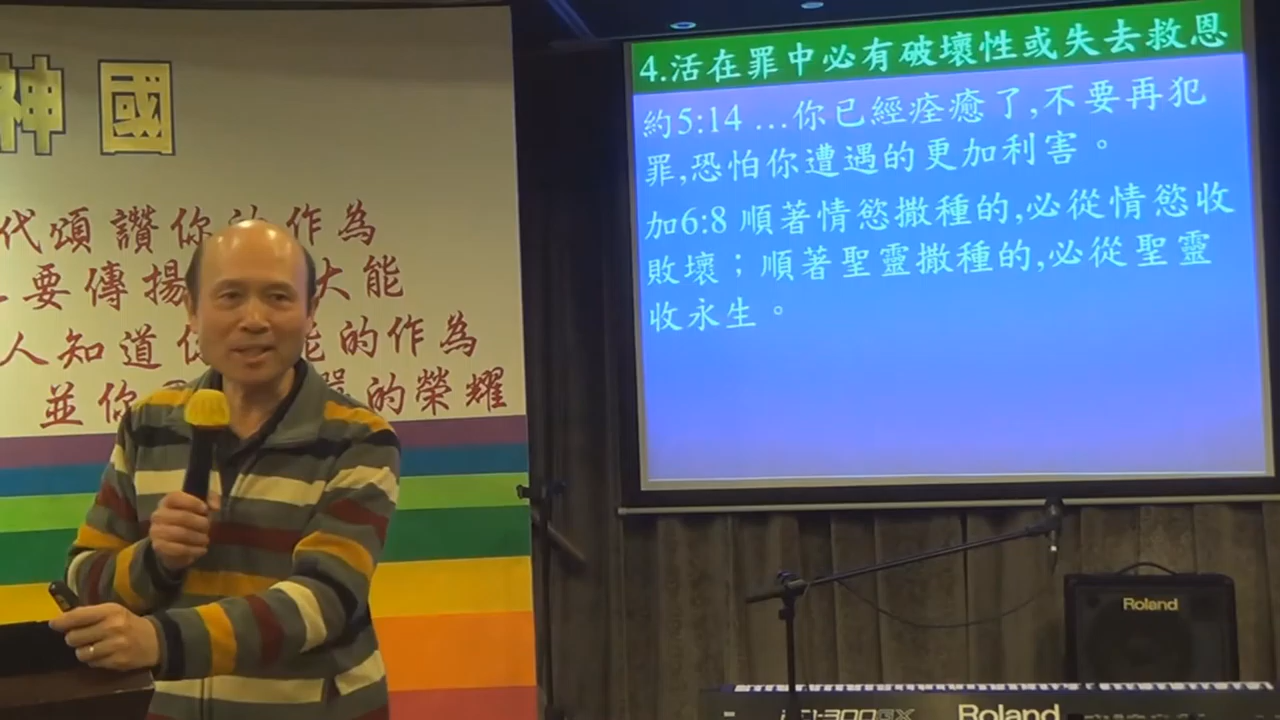 神國
代頌讚你的作為
要傳揚 大能
人知道你 能的作為
並你 的榮耀
4.活在罪中必有破壞性或失去救恩
約5:14 …你已經痊癒了,不要再犯
罪,恐怕你遭遇的更加利害。
加6:8 順著情慾撒種的,必從情慾收
敗壞；順著聖靈撒種的,必從聖靈
收永生。
Roland
Roland